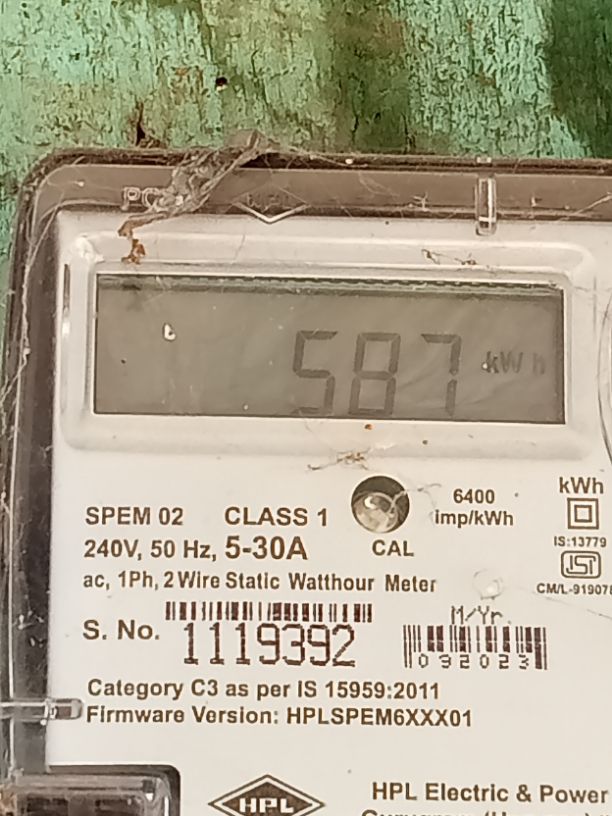 587 kWh
SPEM 02 CLASS 1
6400 imp/kWh
kWh
240V, 50 Hz, 5-30A
CAL
IS:13779
ac, 1Ph, 2 Wire Static Watthour Meter
CM/L-919078
M/Yr.
S. No. 1119392
092023
Category C3 as per IS 15959:2011
Firmware Version: HPLSPEM6XXX01
HPL
HPL Electric & Power